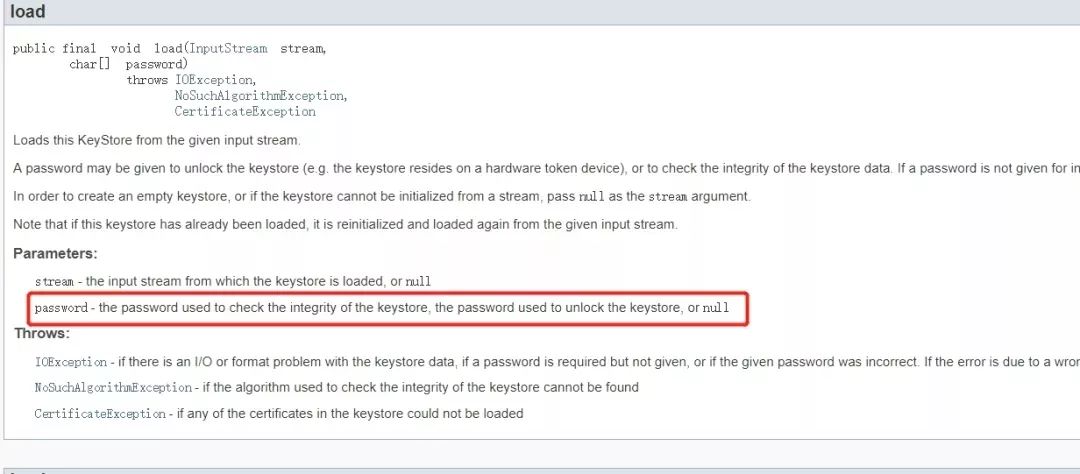 load
public final void load(InputStream stream,
char[] password)
throws IOException,
NoSuchAlgorithmException,
CertificateException
Loads this KeyStore from the given input stream.
A password may be given to unlock the keystore (e.g. the keystore resides on a hardware token device), or to check the integrity of the keystore data. If a password is not given for in
In order to create an empty keystore, or if the keystore cannot be initialized from a stream, pass null as the stream argument.
Note that if this keystore has already been loaded, it is reinitialized and loaded again from the given input stream.
Parameters:
stream - the input stream from which the keystore is loaded, or null
password - the password used to check the integrity of the keystore, the password used to unlock the keystore, or null
Throws:
IOException - if there is an I/O or format problem with the keystore data, if a password is required but not given, or if the given password was incorrect. If the error is due to a wron
NoSuchAlgorithmException - if the algorithm used to check the integrity of the keystore cannot be found
CertificateException - if any of the certificates in the keystore could not be loaded